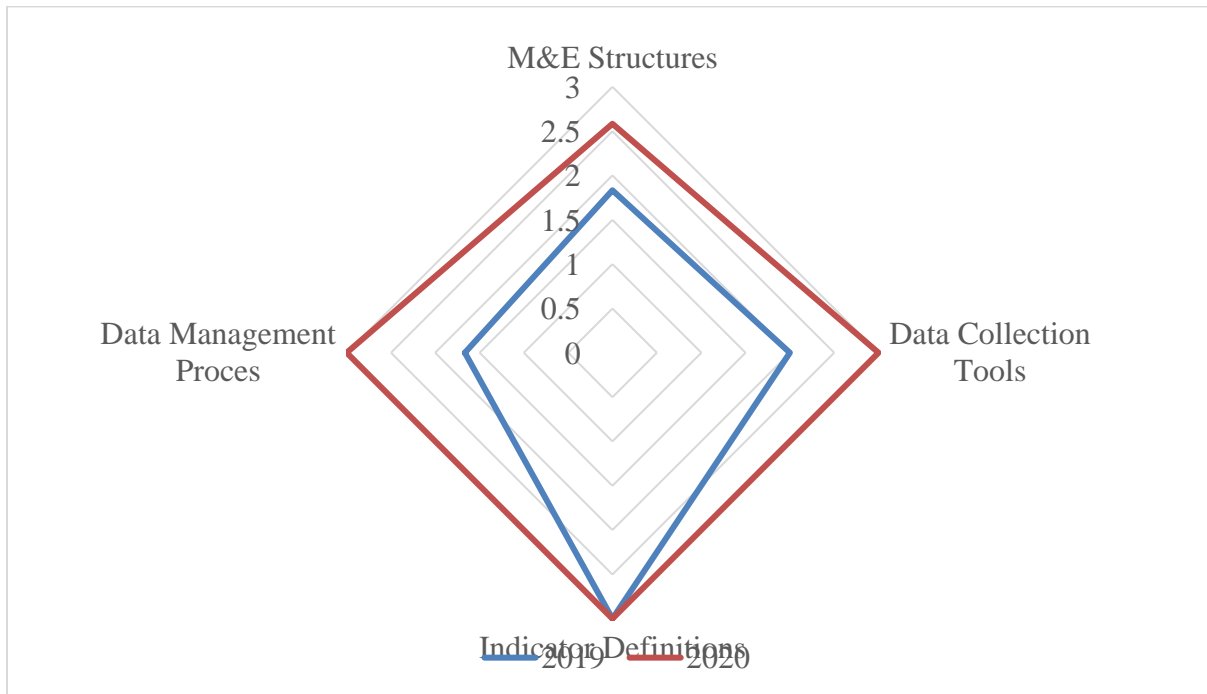 M&E Structures
3
2.5
2
1.5
1
0.5
0
Data Management
Proces
Data Collection
Tools
Indicator Definitions
2019
2020